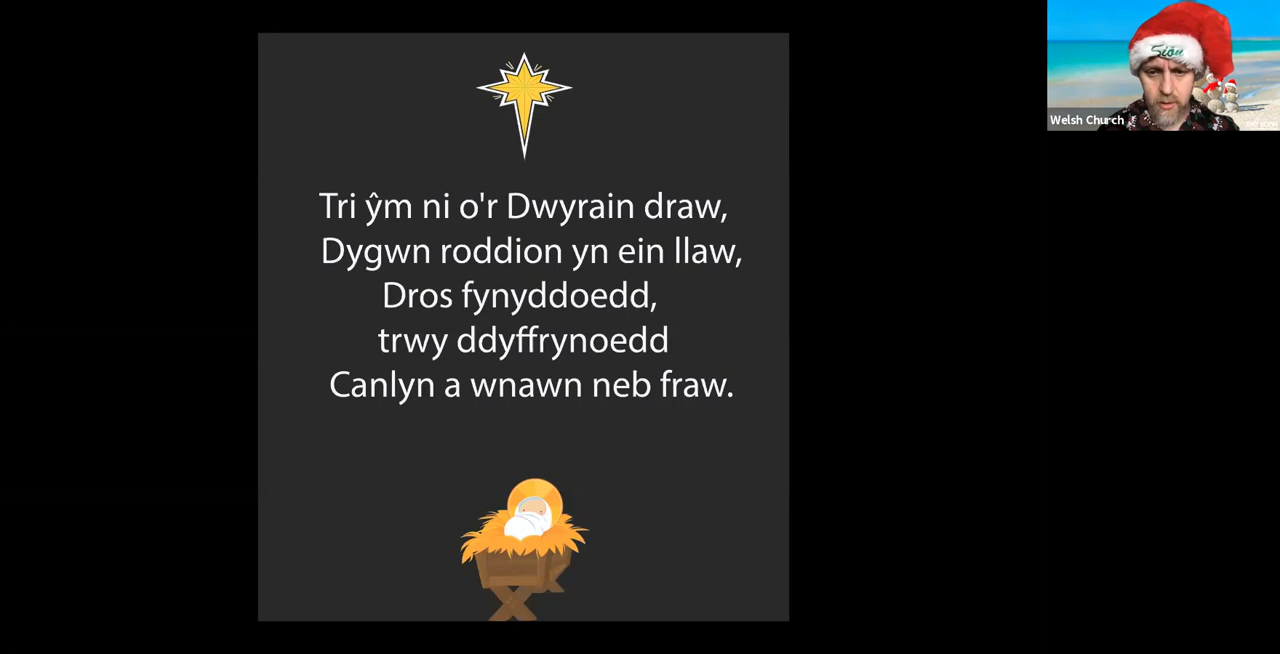 Tri ŷm ni o'r Dwyrain draw,
Dygwn roddion yn ein llaw,
Dros fynyddoedd,
trwy ddyffrynoedd
Canlyn a wnawn neb fraw.
Siôn
Welsh Church